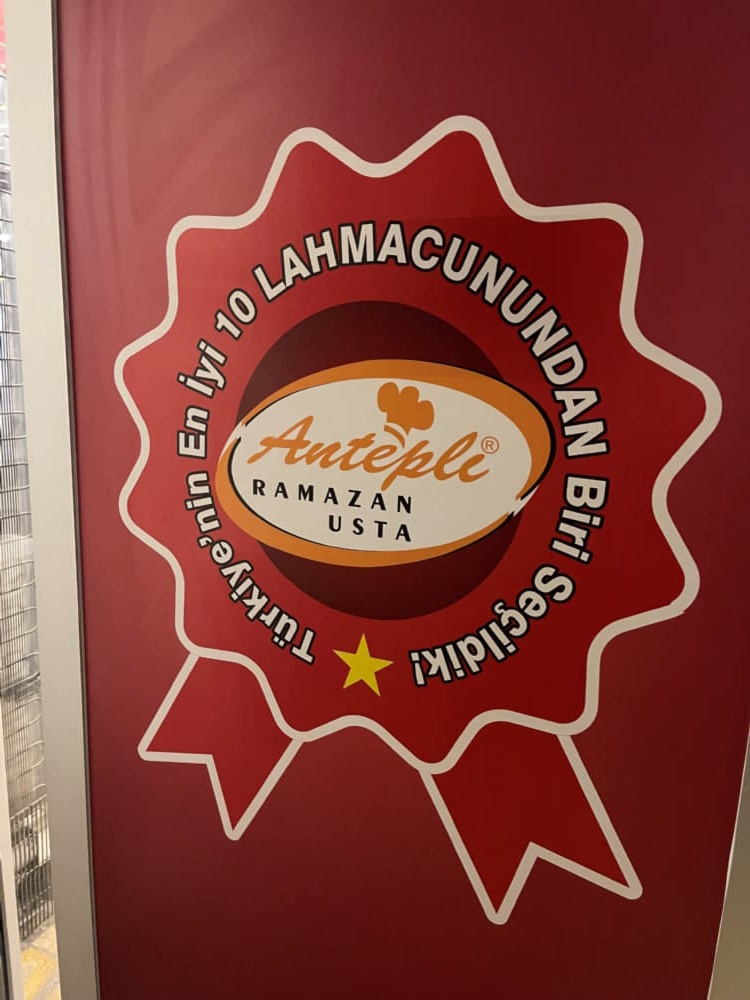 Türkiye'nin En İyi 10 LAHMACUNUNDAN Biri Seçildik!
Antepli®
RAMAZAN
USTA